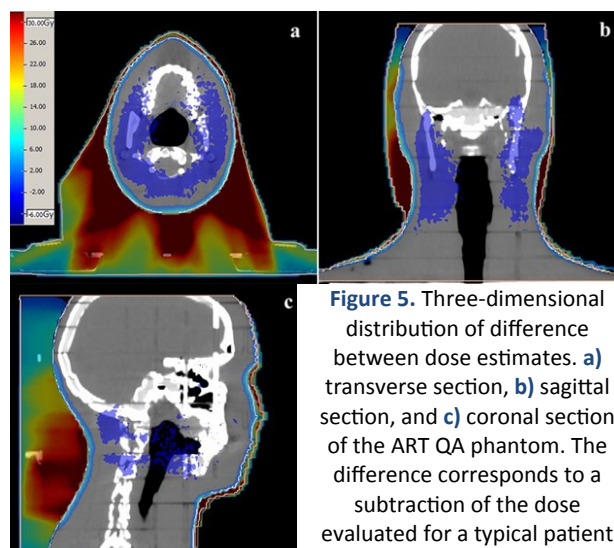 30.00Gy
26.00
22.00
18.00
14.00
10.00
6.00
2.00
-2.00
-6.00Gy
a
b
c
Figure 5. Three-dimensional
distribution of difference
between dose estimates. a)
transverse section, b) sagittal
section, and c) coronal section
of the ART QA phantom. The
difference corresponds to a
subtraction of the dose
evaluated for a typical patient